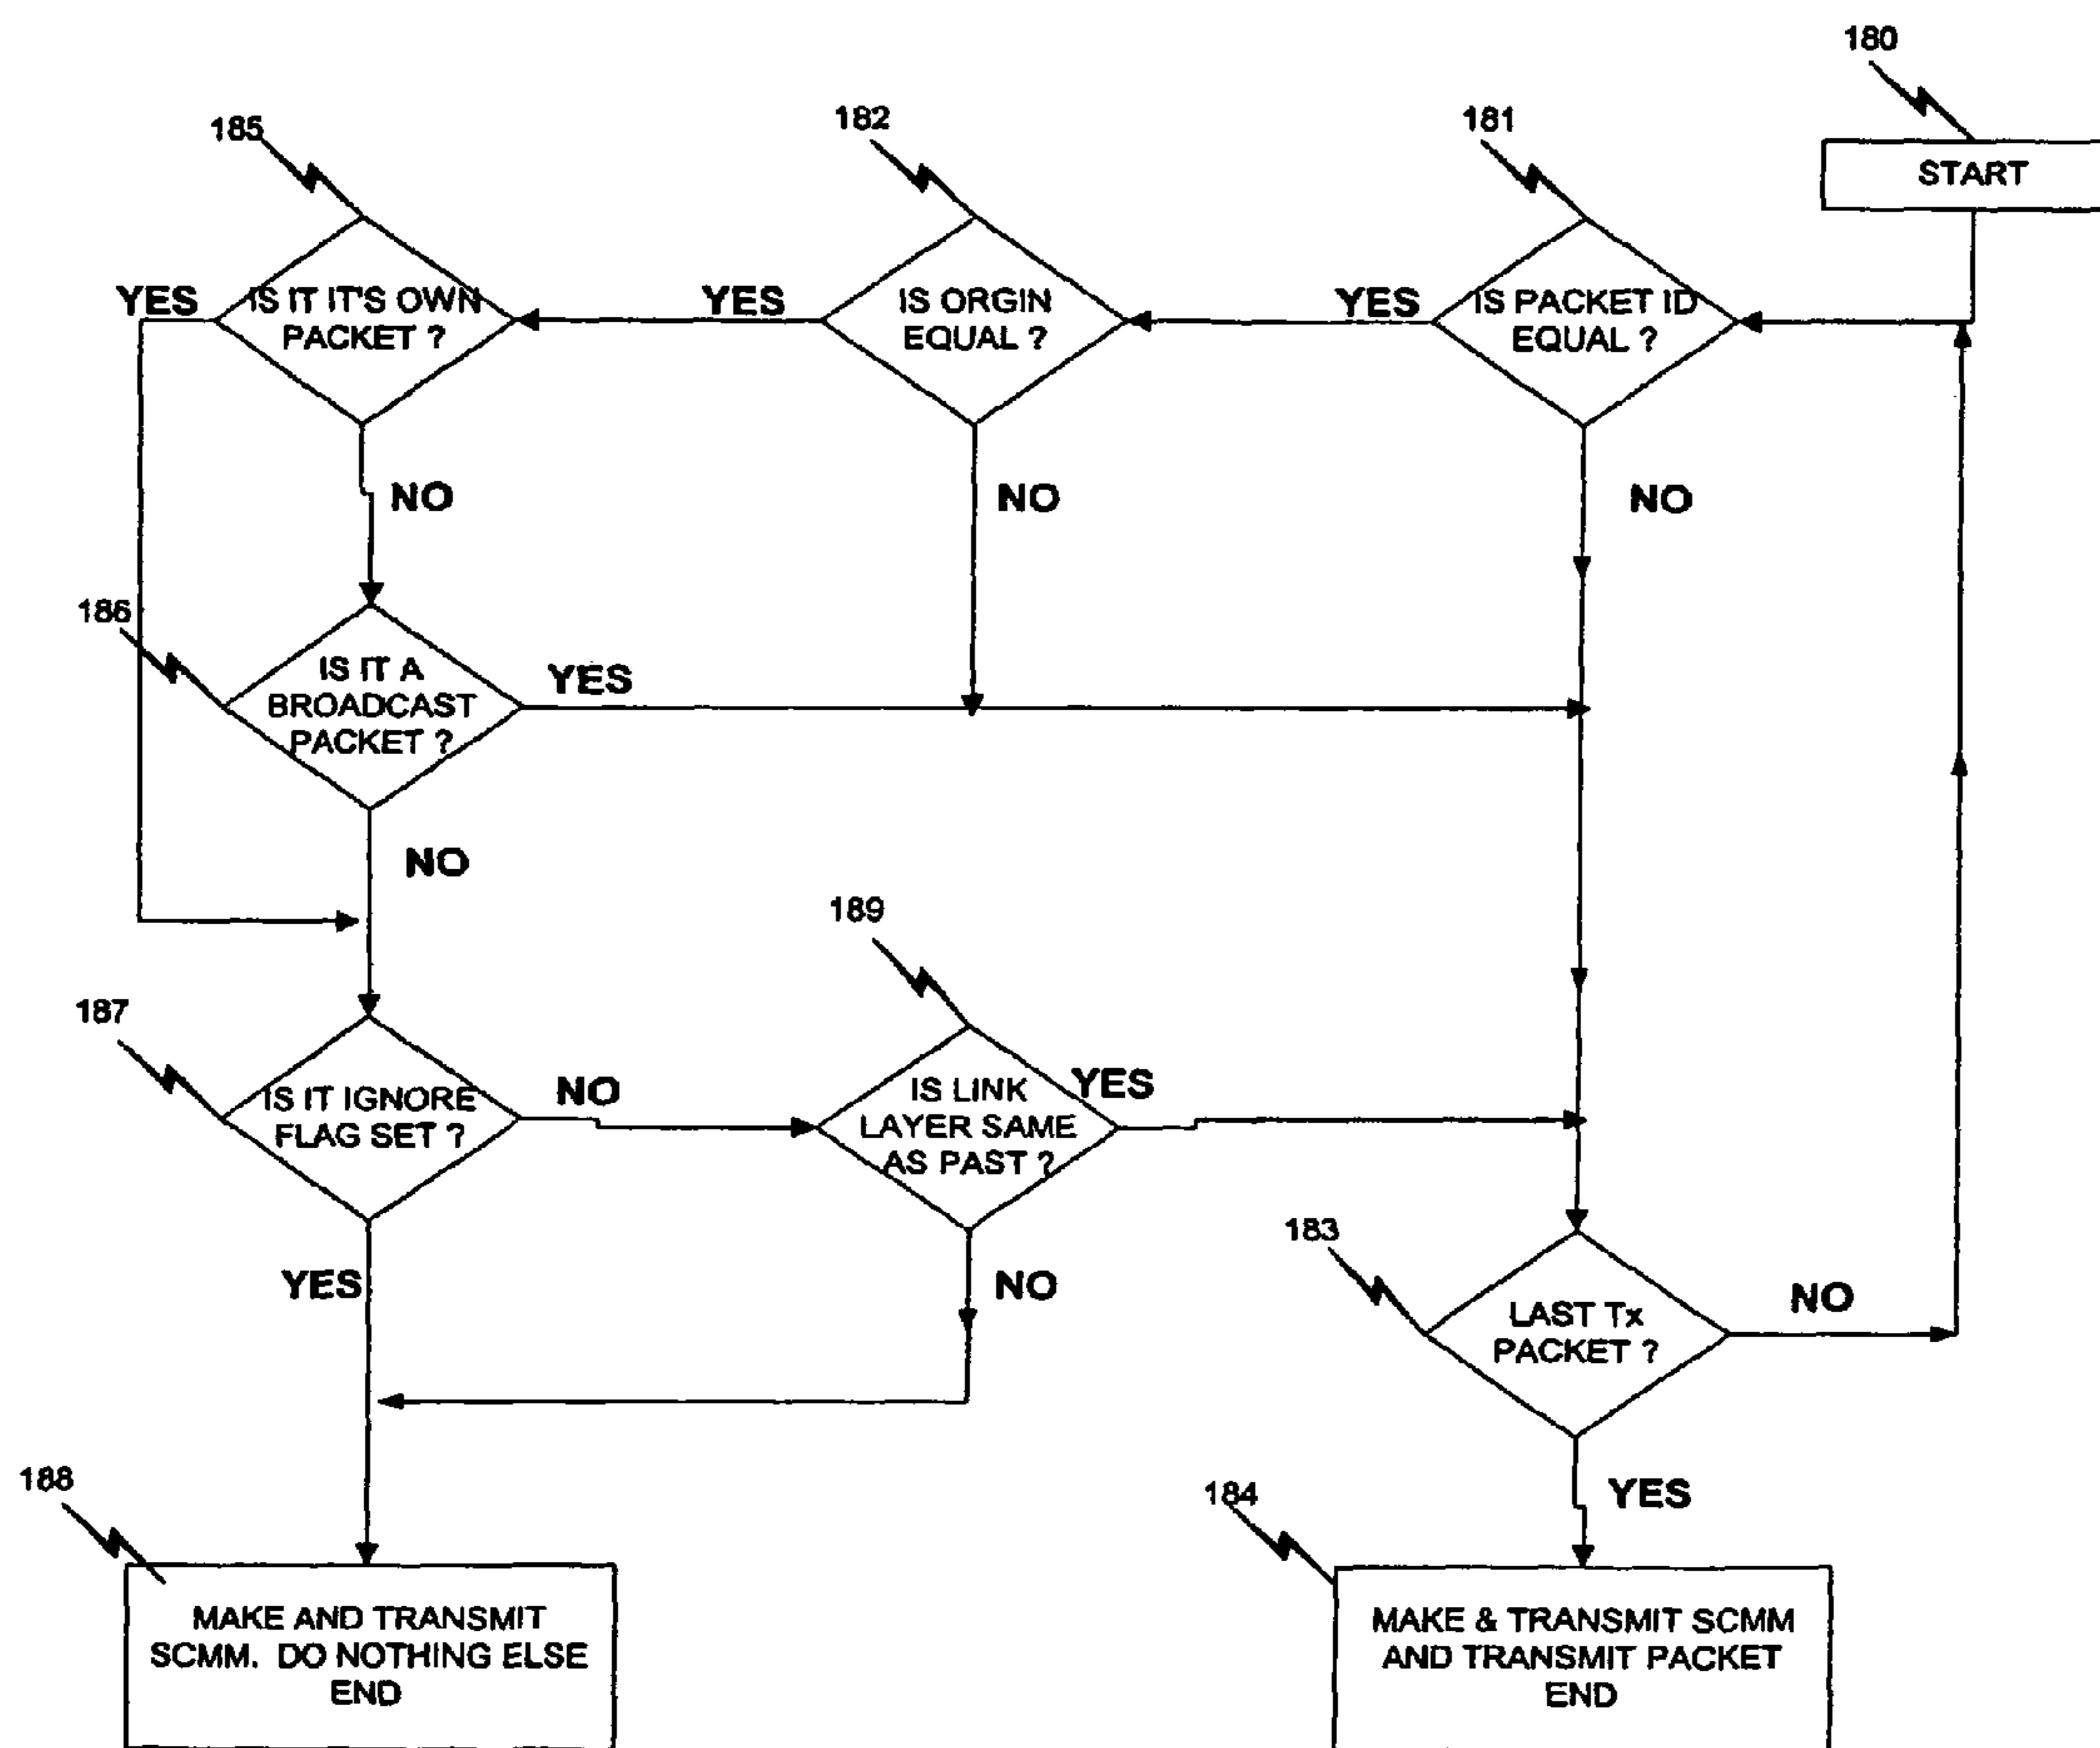 180
185
182
181
START
YES
IS IT IT'S OWN
PACKET ?
YES
IS ORGIN
EQUAL ?
YES
IS PACKET ID
EQUAL ?
NO
NO
NO
186
IS IT A
BROADCAST
PACKET ?
YES
NO
189
187
IS IT IGNORE
FLAG SET ?
NO
IS LINK
LAYER SAME
AS PAST ?
YES
183
YES
NO
LAST Tx
PACKET ?
NO
188
184
YES
MAKE AND TRANSMIT
SCMM. DO NOTHING ELSE
END
MAKE & TRANSMIT SCMM
AND TRANSMIT PACKET
END